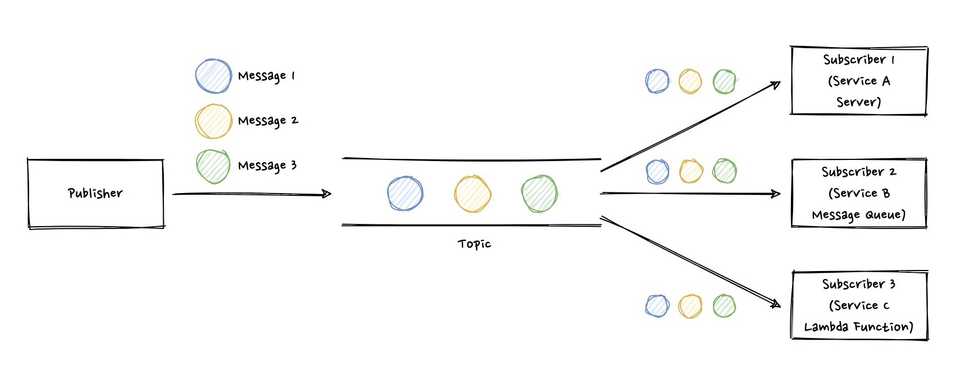 Message 1
Message 2
Message 3
Publisher
Topic
Subscriber 1
(Service A
Server)
Subscriber 2
(Service B
Message Queue)
Subscriber 3
(Service C
Lambda Function)